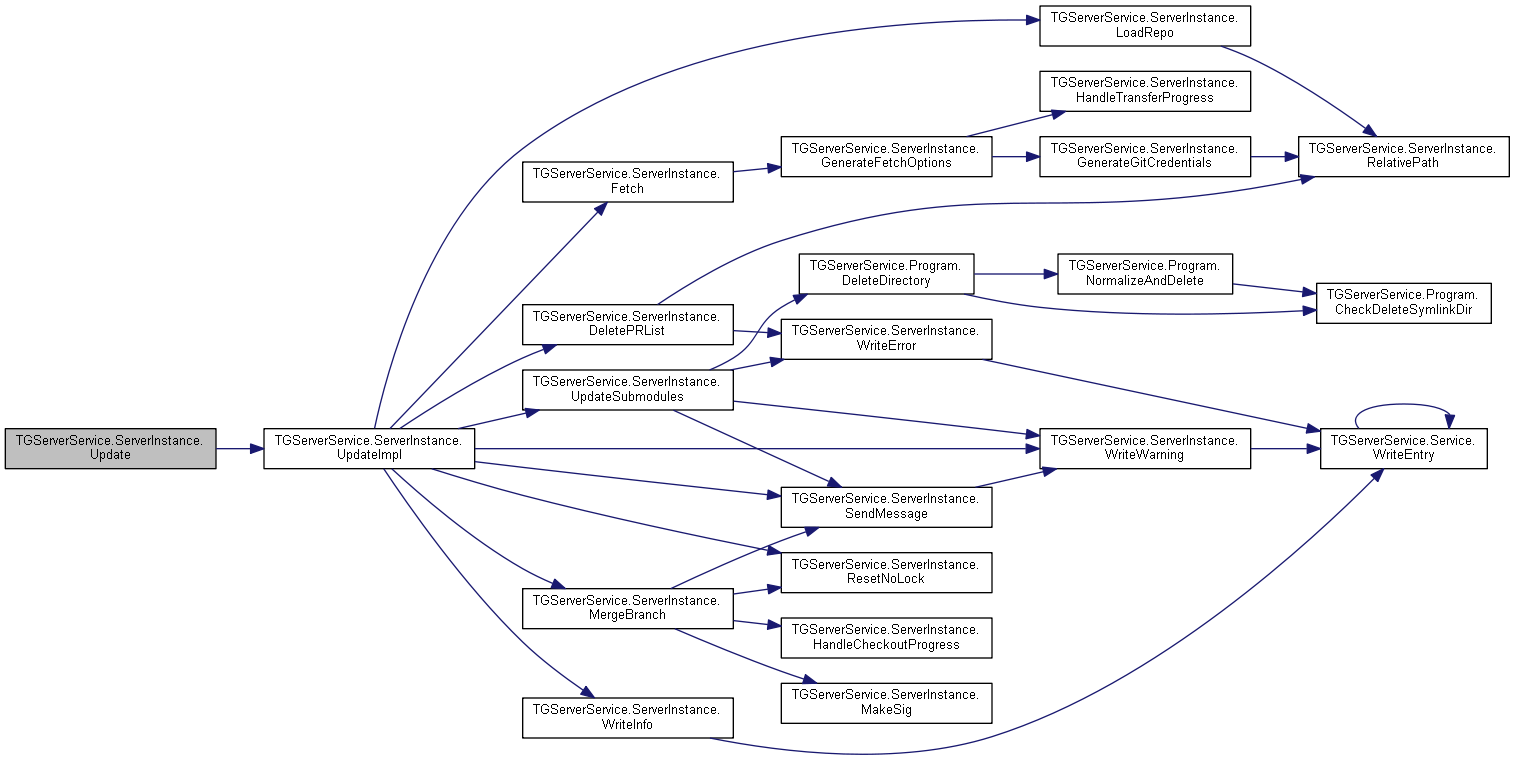 TGServerService.ServerInstance.
LoadRepo
TGServerService.ServerInstance.
HandleTransferProgress
TGServerService.ServerInstance.
GenerateFetchOptions
TGServerService.ServerInstance.
GenerateGitCredentials
TGServerService.ServerInstance.
RelativePath
TGServerService.ServerInstance.
Fetch
TGServerService.Program.
DeleteDirectory
TGServerService.Program.
NormalizeAndDelete
TGServerService.Program.
CheckDeleteSymlinkDir
TGServerService.ServerInstance.
DeletePRList
TGServerService.ServerInstance.
WriteError
TGServerService.ServerInstance.
UpdateSubmodules
TGServerService.ServerInstance.
Update
TGServerService.ServerInstance.
UpdateImpl
TGServerService.ServerInstance.
WriteWarning
TGServerService.Service.
WriteEntry
TGServerService.ServerInstance.
SendMessage
TGServerService.ServerInstance.
ResetNoLock
TGServerService.ServerInstance.
MergeBranch
TGServerService.ServerInstance.
HandleCheckoutProgress
TGServerService.ServerInstance.
MakeSig
TGServerService.ServerInstance.
WriteInfo